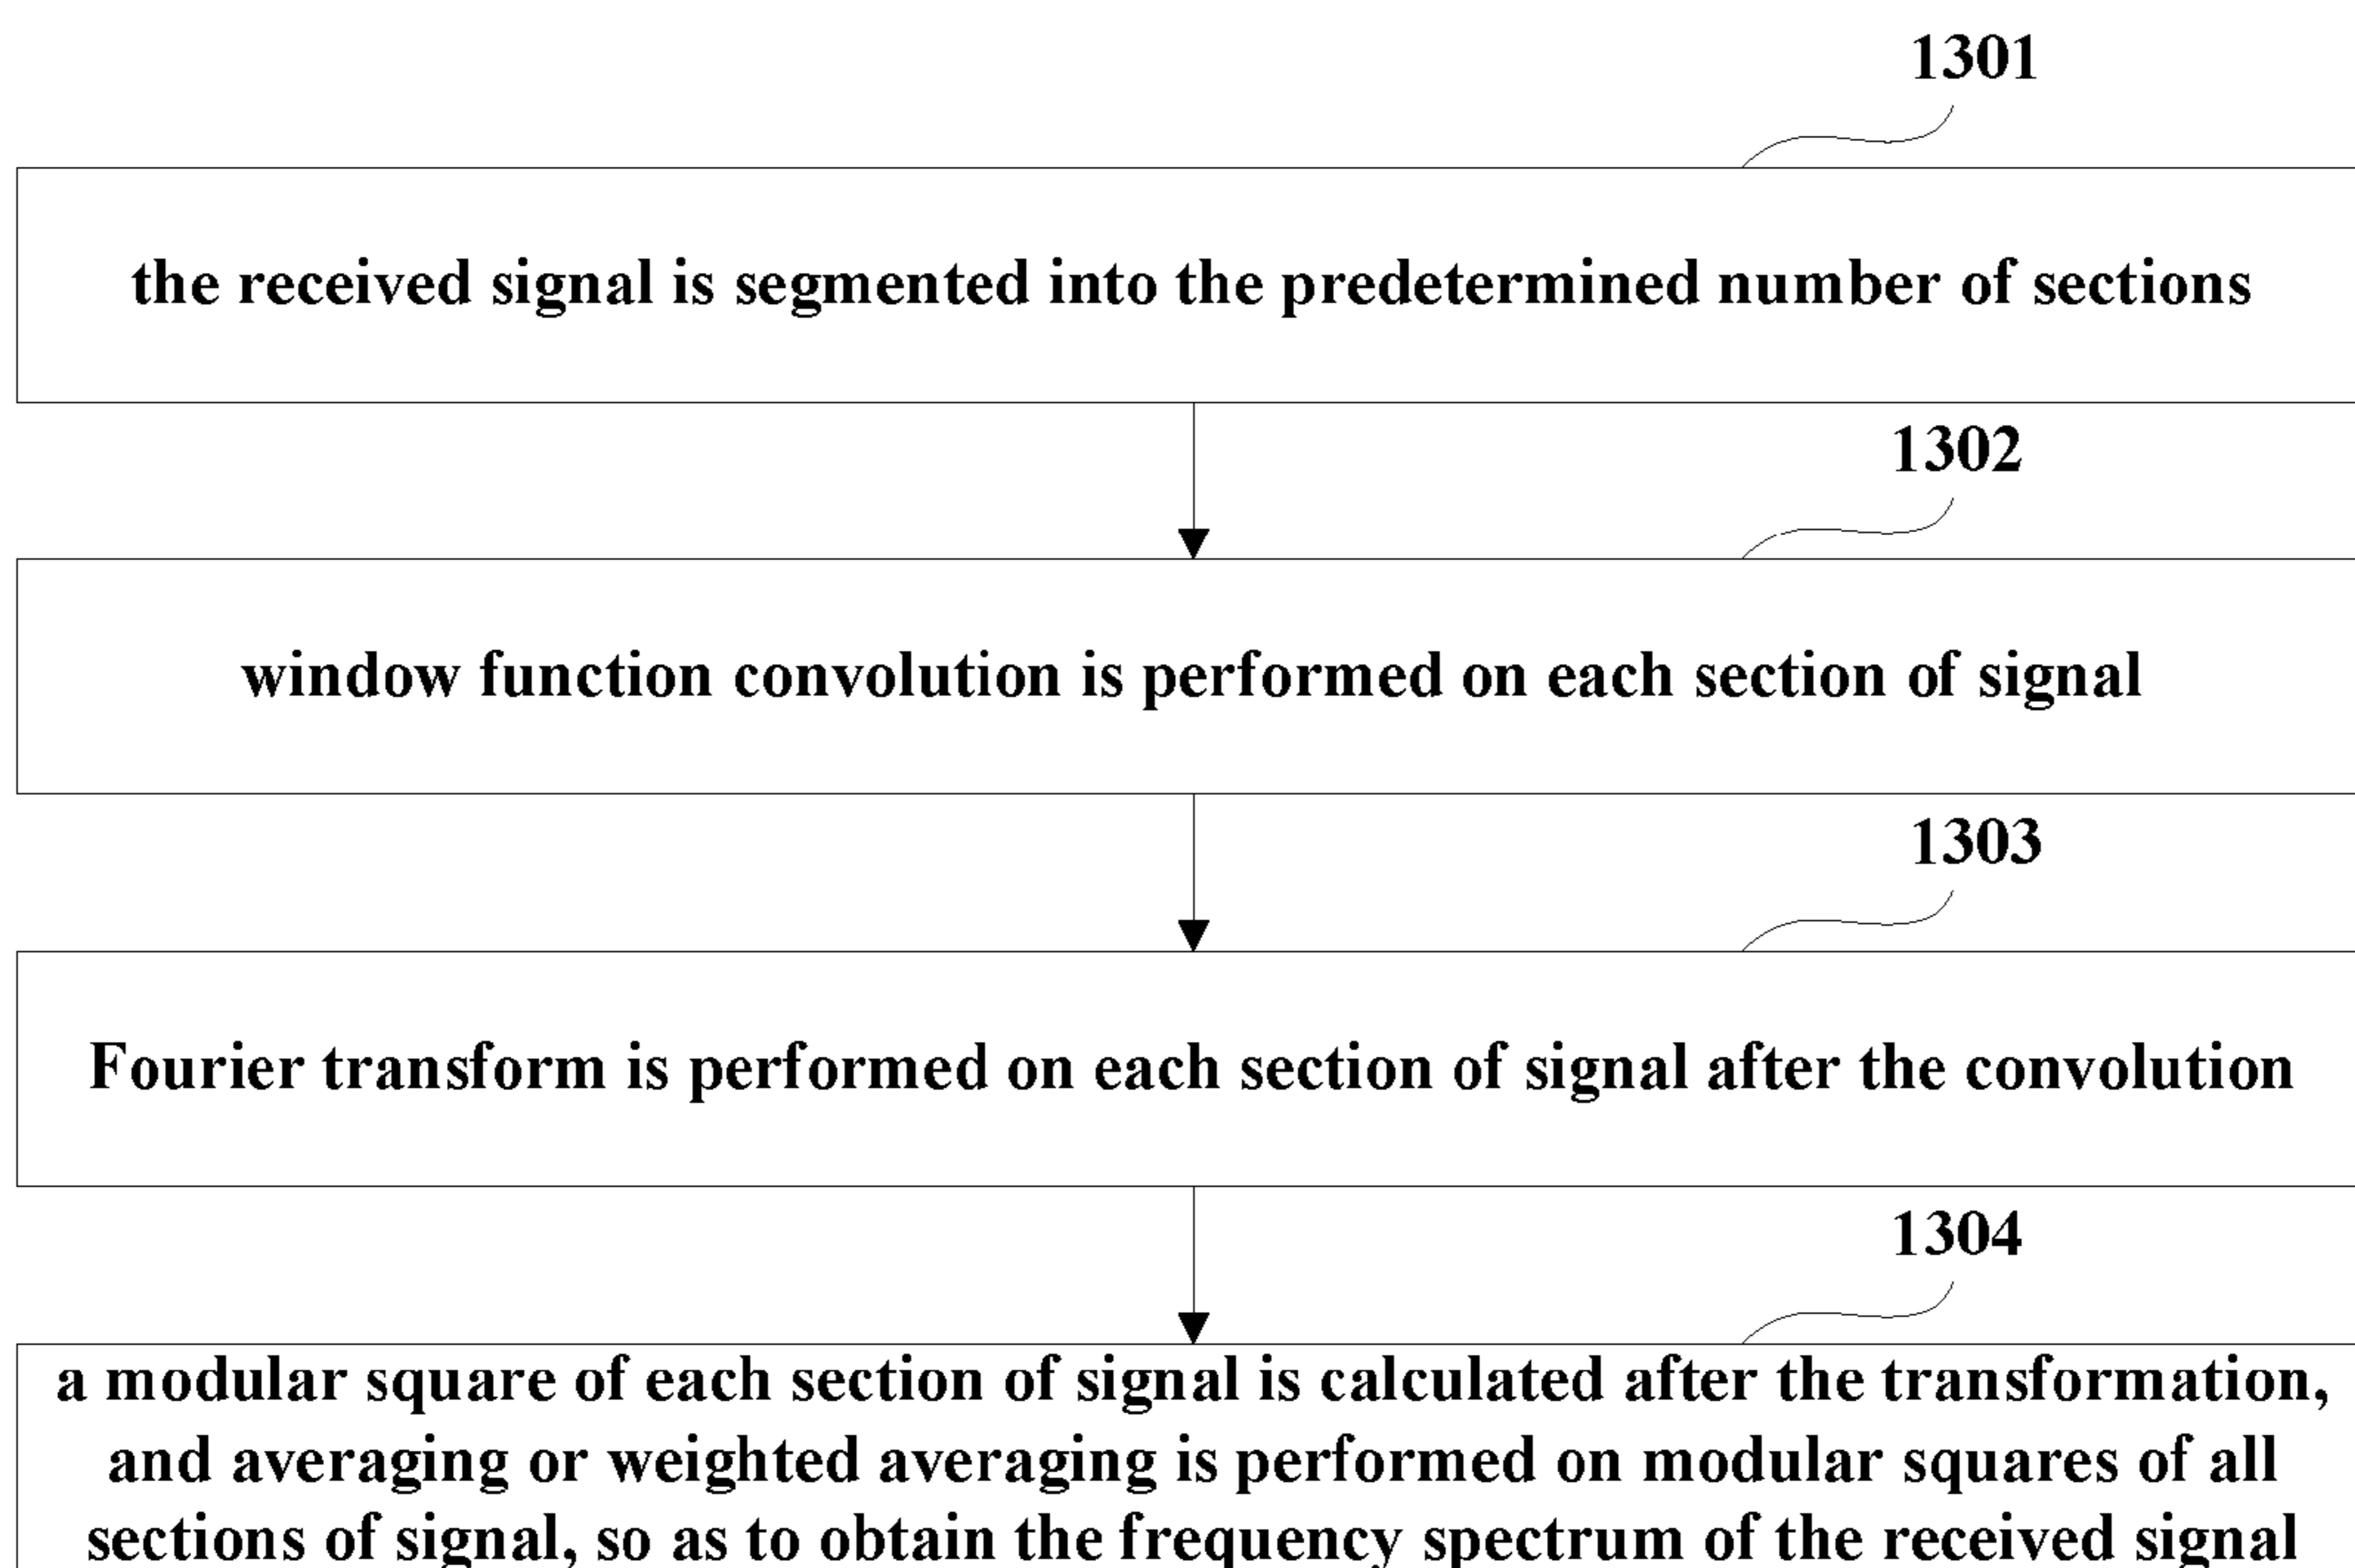 1301
the received signal is segmented into the predetermined number of sections
1302
window function convolution is performed on each section of signal
1303
Fourier transform is performed on each section of signal after the convolution
1304
a modular square of each section of signal is calculated after the transformation,
and averaging or weighted averaging is performed on modular squares of all
sections of signal, so as to obtain the frequency spectrum of the received signal